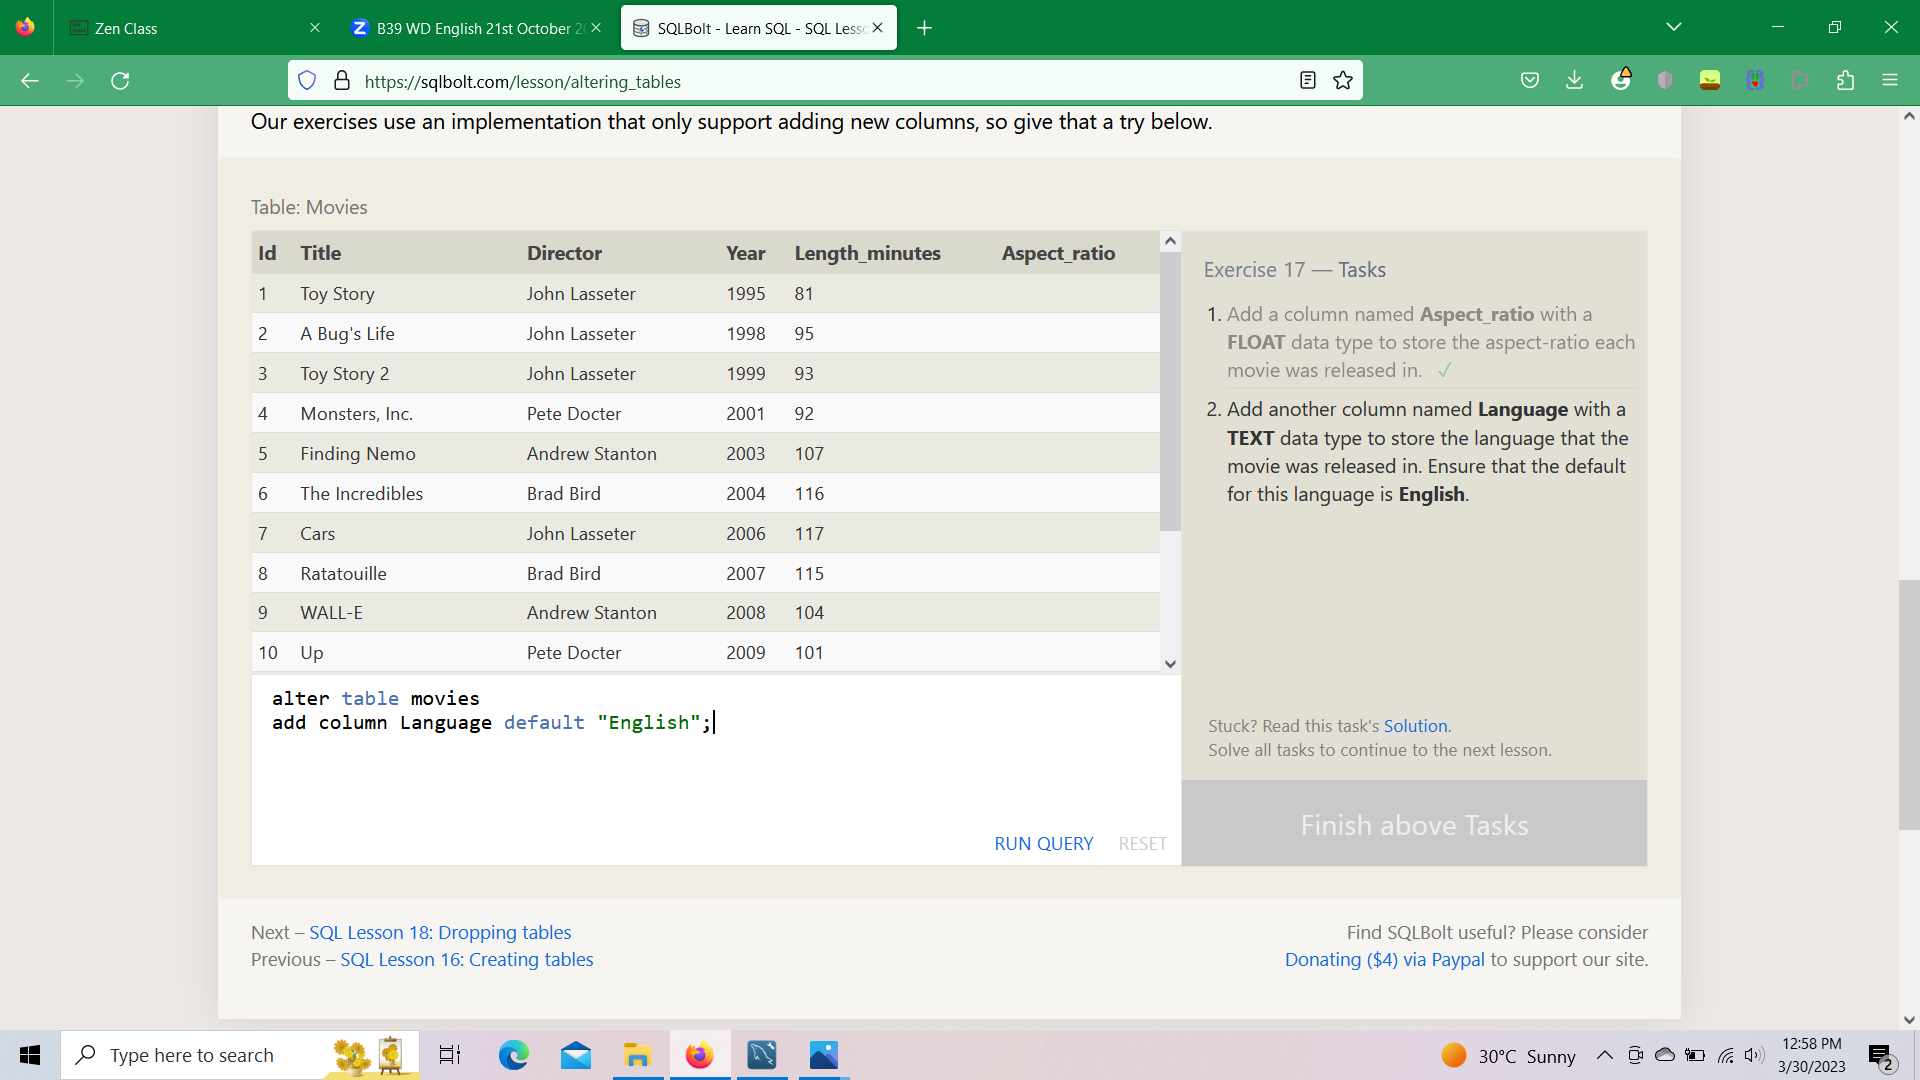 Zen Class
B39 WD English 21st October 2
SQLBolt - Learn SQL - SQL Less
https://sqlbolt.com/lesson/altering_tables
Our exercises use an implementation that only support adding new columns, so give that a try below.
Table: Movies
Id Title Director Year Length_minutes Aspect_ratio
1 Toy Story John Lasseter 1995 81
2 A Bug's Life John Lasseter 1998 95
3 Toy Story 2 John Lasseter 1999 93
4 Monsters, Inc. Pete Docter 2001 92
5 Finding Nemo Andrew Stanton 2003 107
6 The Incredibles Brad Bird 2004 116
7 Cars John Lasseter 2006 117
8 Ratatouille Brad Bird 2007 115
9 WALL-E Andrew Stanton 2008 104
10 Up Pete Docter 2009 101
alter table movies
add column Language default "English";
RUN QUERY RESET
Exercise 17 — Tasks
1. Add a column named Aspect_ratio with a
FLOAT data type to store the aspect-ratio each
movie was released in. ✓
2. Add another column named Language with a
TEXT data type to store the language that the
movie was released in. Ensure that the default
for this language is English.
Stuck? Read this task's Solution.
Solve all tasks to continue to the next lesson.
Finish above Tasks
Next – SQL Lesson 18: Dropping tables
Previous – SQL Lesson 16: Creating tables
Find SQLBolt useful? Please consider
Donating ($4) via Paypal to support our site.
Type here to search
30°C Sunny
12:58 PM
3/30/2023
2